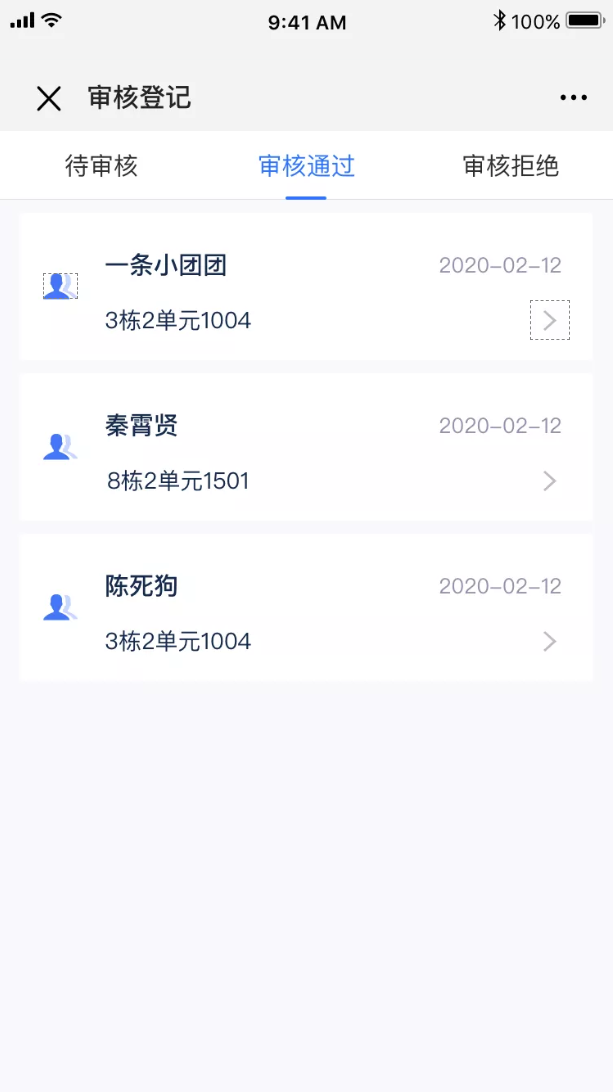 9:41 AM 100%
审核登记
待审核 审核通过 审核拒绝
一条小团团 2020-02-12
3栋2单元1004
秦霄贤 2020-02-12
8栋2单元1501
陈死狗 2020-02-12
3栋2单元1004